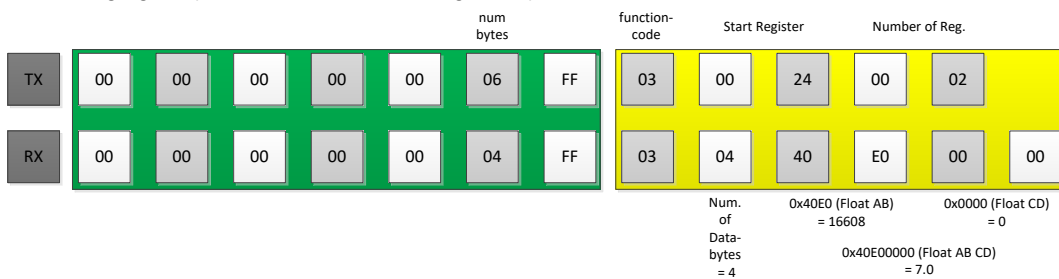 num
bytes
function-
code
Start Register
Number of Reg.
TX 00 00 00 00 00 06 FF 03 00 24 00 02
RX 00 00 00 00 00 04 FF 03 04 40 E0 00 00
Num.
of
Data-
bytes
= 4
0x40E0 (Float AB)
= 16608
0x0000 (Float CD)
= 0
0x40E00000 (Float AB CD)
= 7.0